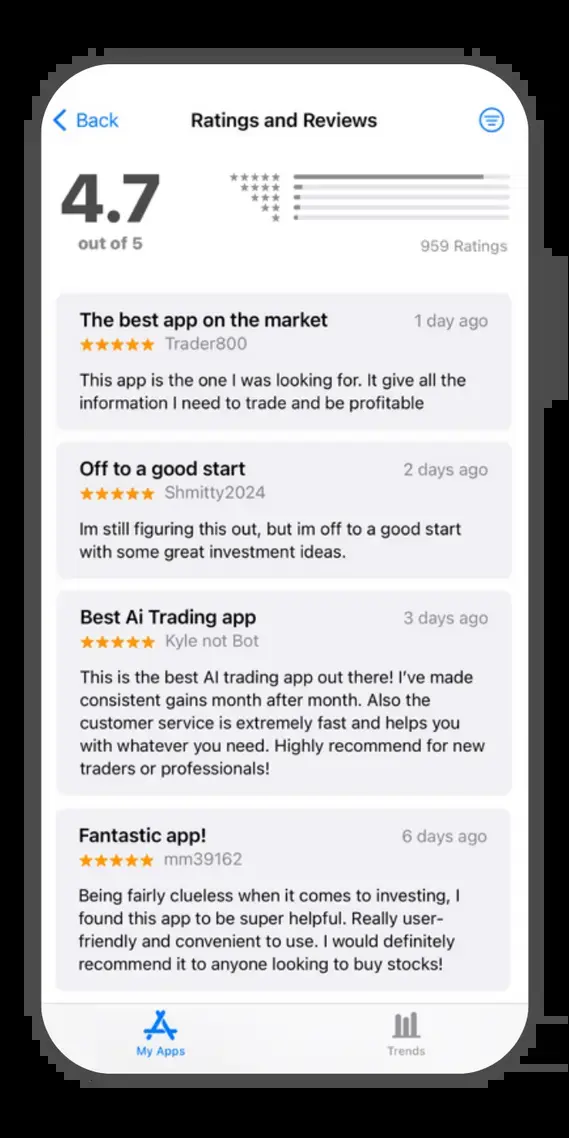 Back
Ratings and Reviews
4.7
out of 5
959 Ratings
The best app on the market
1 day ago
Trader800
This app is the one I was looking for. It give all the
information I need to trade and be profitable
Off to a good start
2 days ago
Shmitty2024
Im still figuring this out, but im off to a good start
with some great investment ideas.
Best Ai Trading app
3 days ago
Kyle not Bot
This is the best AI trading app out there! I've made
consistent gains month after month. Also the
customer service is extremely fast and helps you
with whatever you need. Highly recommend for new
traders or professionals!
Fantastic app!
6 days ago
mm39162
Being fairly clueless when it comes to investing, I
found this app to be super helpful. Really user-
friendly and convenient to use. I would definitely
recommend it to anyone looking to buy stocks!
My Apps
Trends